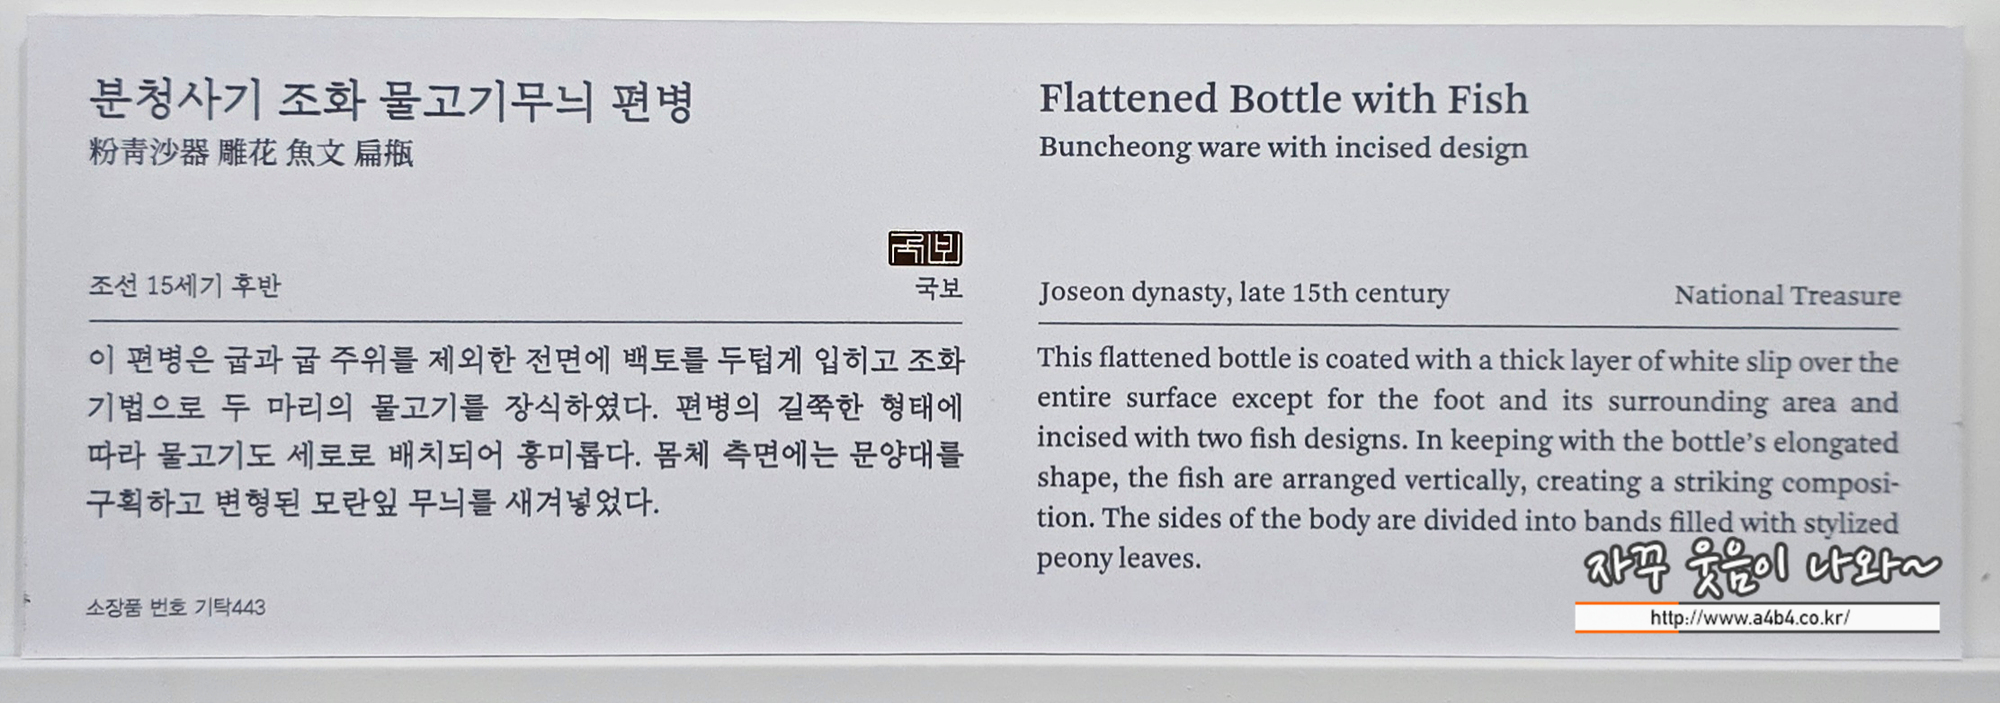 분청사기 조화 물고기무늬 편병
粉靑沙器 雕花 魚文 扁甁
국보
조선 15세기 후반
국보
이 편병은 굽과 굽 주위를 제외한 전면에 백토를 두텁게 입히고 조화
기법으로 두 마리의 물고기를 장식하였다. 편병의 길쭉한 형태에
따라 물고기도 세로로 배치되어 흥미롭다. 몸체 측면에는 문양대를
구획하고 변형된 모란잎 무늬를 새겨넣었다.
소장품 번호 기탁443
Flattened Bottle with Fish
Buncheong ware with incised design
Joseon dynasty, late 15th century
National Treasure
This flattened bottle is coated with a thick layer of white slip over the
entire surface except for the foot and its surrounding area and
incised with two fish designs. In keeping with the bottle’s elongated
shape, the fish are arranged vertically, creating a striking composi-
tion. The sides of the body are divided into bands filled with stylized
peony leaves.
자꾸 웃음이 나와~
http://www.a4b4.co.kr/